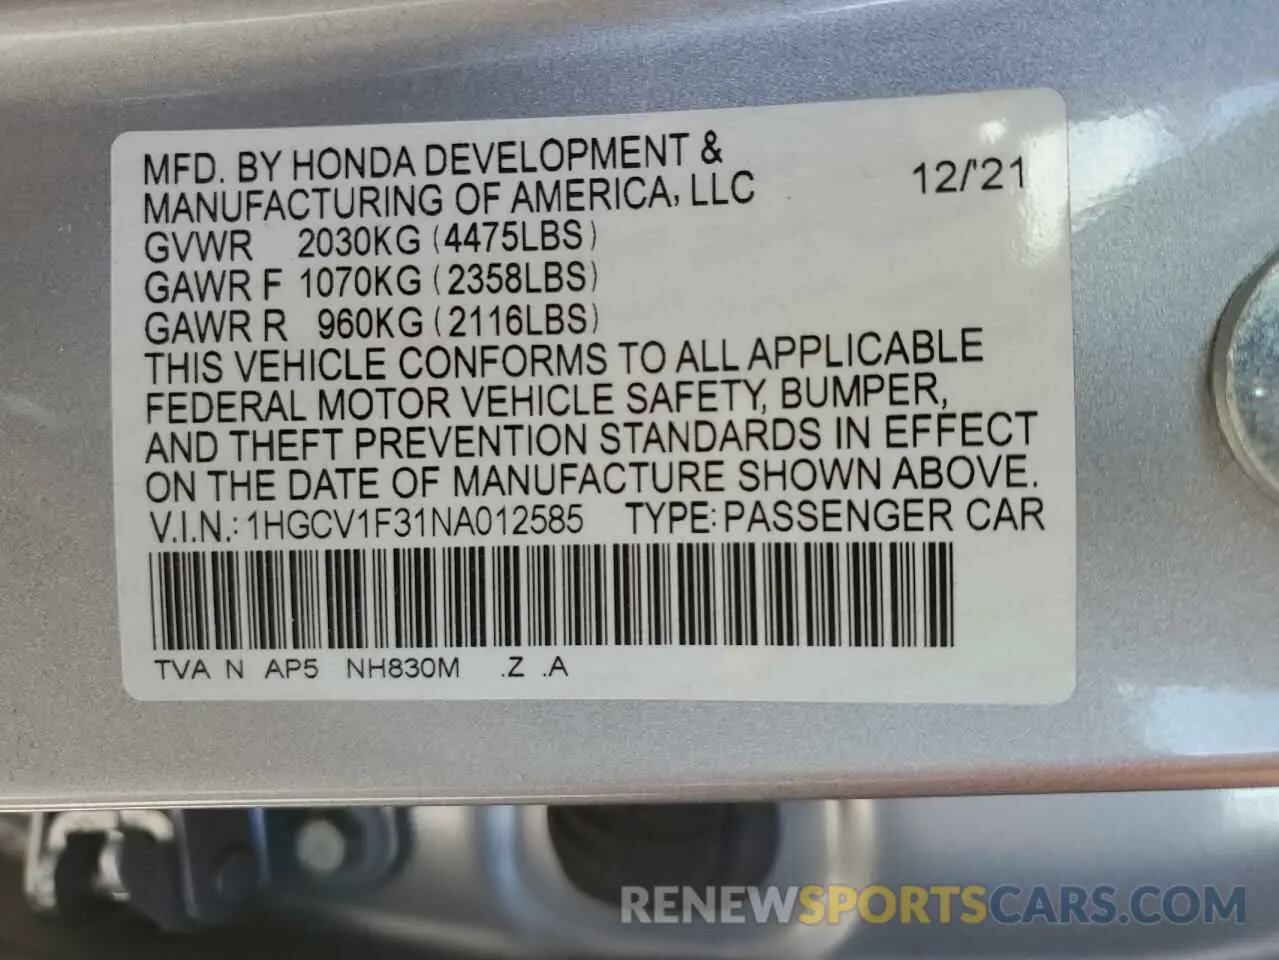 MFD. BY HONDA DEVELOPMENT &
MANUFACTURING OF AMERICA, LLC
12/'21
GVWR 2030KG (4475LBS)
GAWR F 1070KG (2358LBS)
GAWR R 960KG (2116LBS)
THIS VEHICLE CONFORMS TO ALL APPLICABLE
FEDERAL MOTOR VEHICLE SAFETY, BUMPER,
AND THEFT PREVENTION STANDARDS IN EFFECT
ON THE DATE OF MANUFACTURE SHOWN ABOVE.
V.I.N.: 1HGCV1F31NA012585 TYPE: PASSENGER CAR
TVA N AP5 NH830M .Z .A
RENEWSPORTSCARS.COM